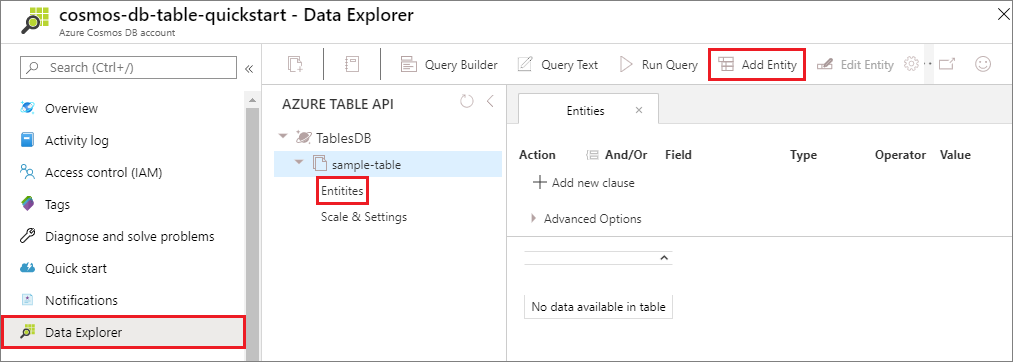 cosmos-db-table-quickstart - Data Explorer
Azure Cosmos DB account
Search (Ctrl+/)
Overview
Activity log
Access control (IAM)
Tags
Diagnose and solve problems
Quick start
Notifications
Data Explorer
Query Builder Query Text Run Query Add Entity Edit Entity
AZURE TABLE API
TablesDB
sample-table
Entitites
Scale & Settings
Entities
Action And/Or Field Type Operator Value
Add new clause
Advanced Options
No data available in table